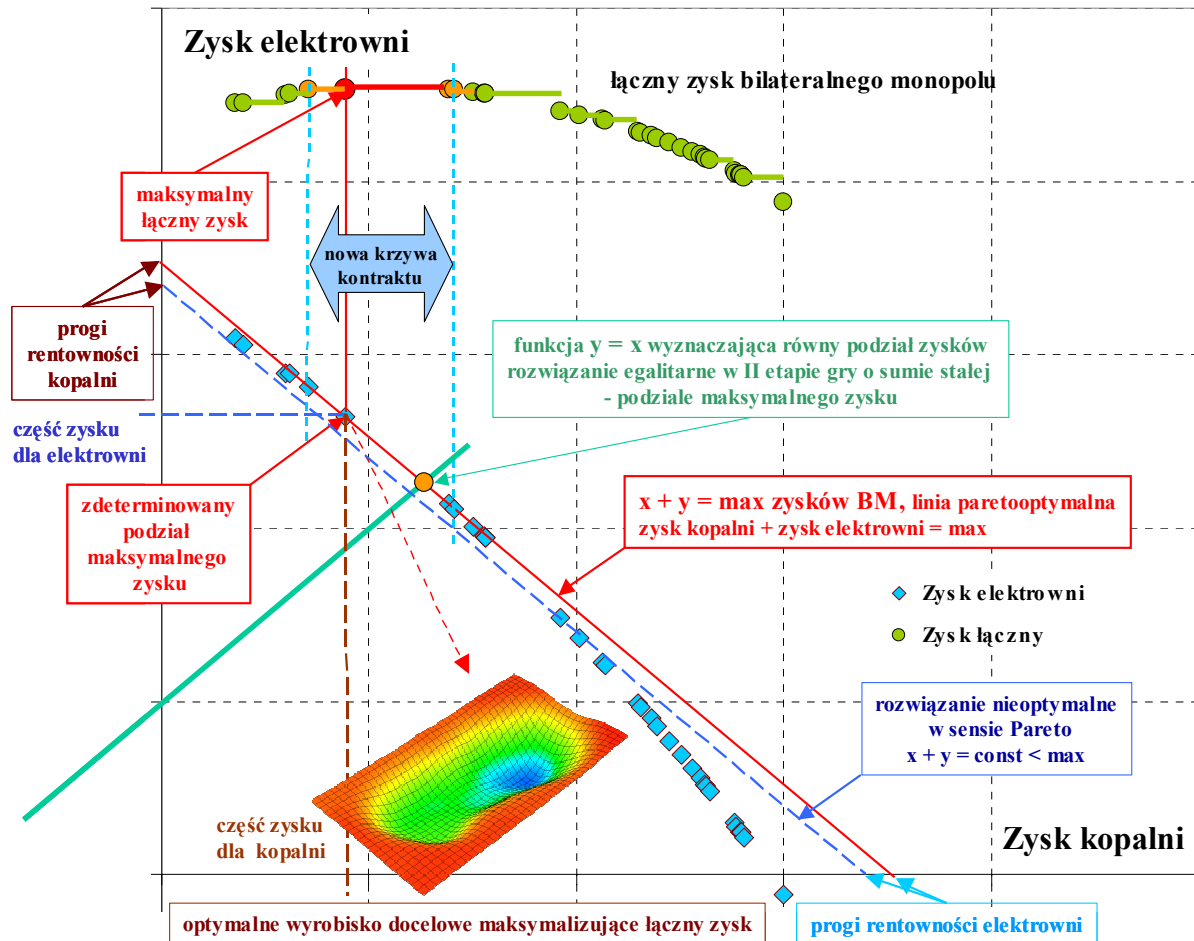 Zysk elektrowni
łączny zysk bilateralnego monopolu
maksymalny
łączny zysk
nowa krzywa
kontraktu
progi
rentowności
kopalni
funkcja y = x wyznaczająca równy podział zysków
rozwiązanie egalitarne w II etapie gry o sumie stałej
- podziale maksymalnego zysku
część zysku
dla elektrowni
zdeterminowany
podział
maksymalnego
zysku
x + y = max zysków BM, linia paretooptymalna
zysk kopalni + zysk elektrowni = max
Zysk elektrowni
Zysk łączny
rozwiązanie nieoptymalne
w sensie Pareto
x + y = const < max
część zysku
dla kopalni
Zysk kopalni
optymalne wyrobisko docelowe maksymalizujące łączny zysk
progi rentowności elektrowni